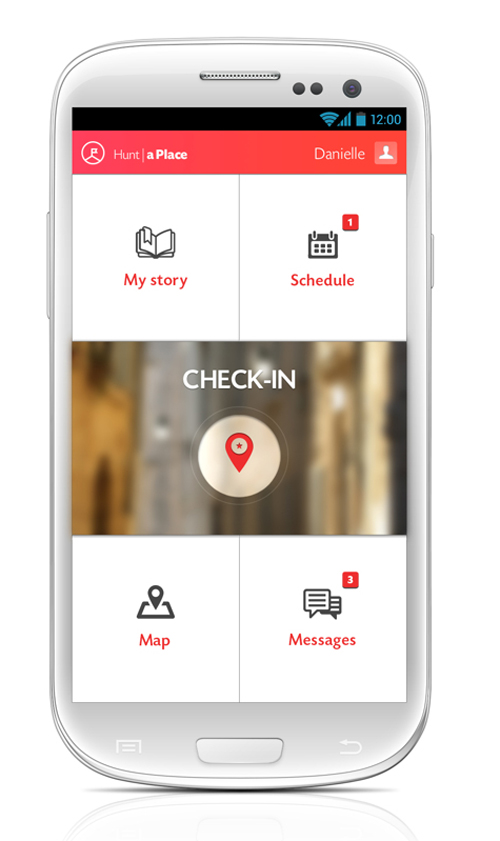 12:00
Hunt | a Place
Danielle
My story
1
Schedule
CHECK-IN
Map
3
Messages